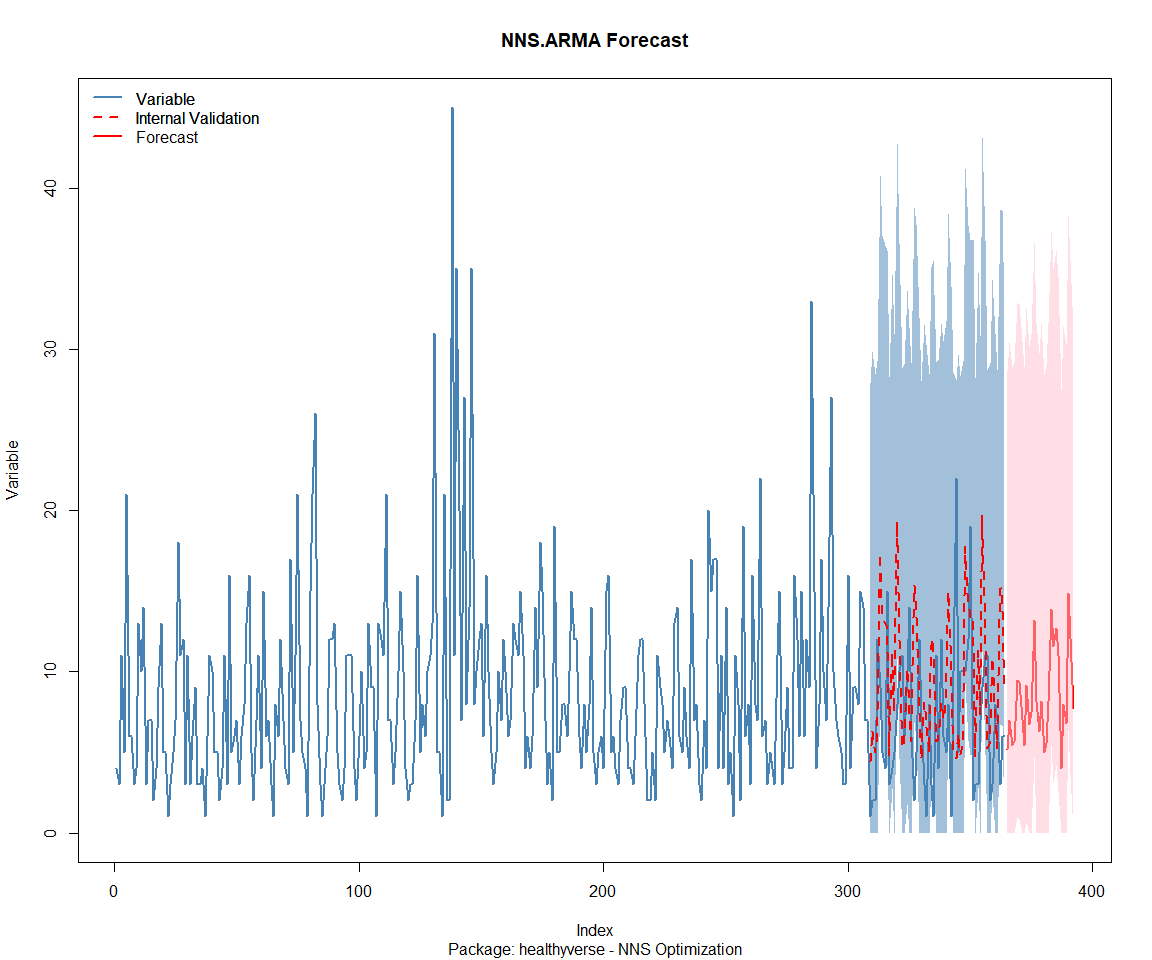 NNS.ARMA Forecast
Variable
Internal Validation
Forecast
Variable
40
30
20
10
0
0 100 200 300 400
Index
Package: healthyverse - NNS Optimization